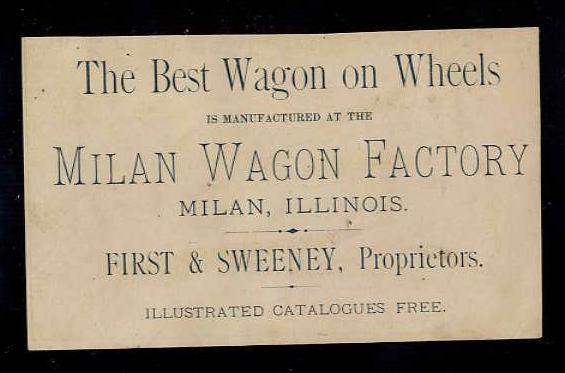 The Best Wagon on Wheels
IS MANUFACTURED AT THE
MILAN WAGON FACTORY
MILAN, ILLINOIS.
FIRST & SWEENEY, Proprietors.
ILLUSTRATED CATALOGUES FREE.